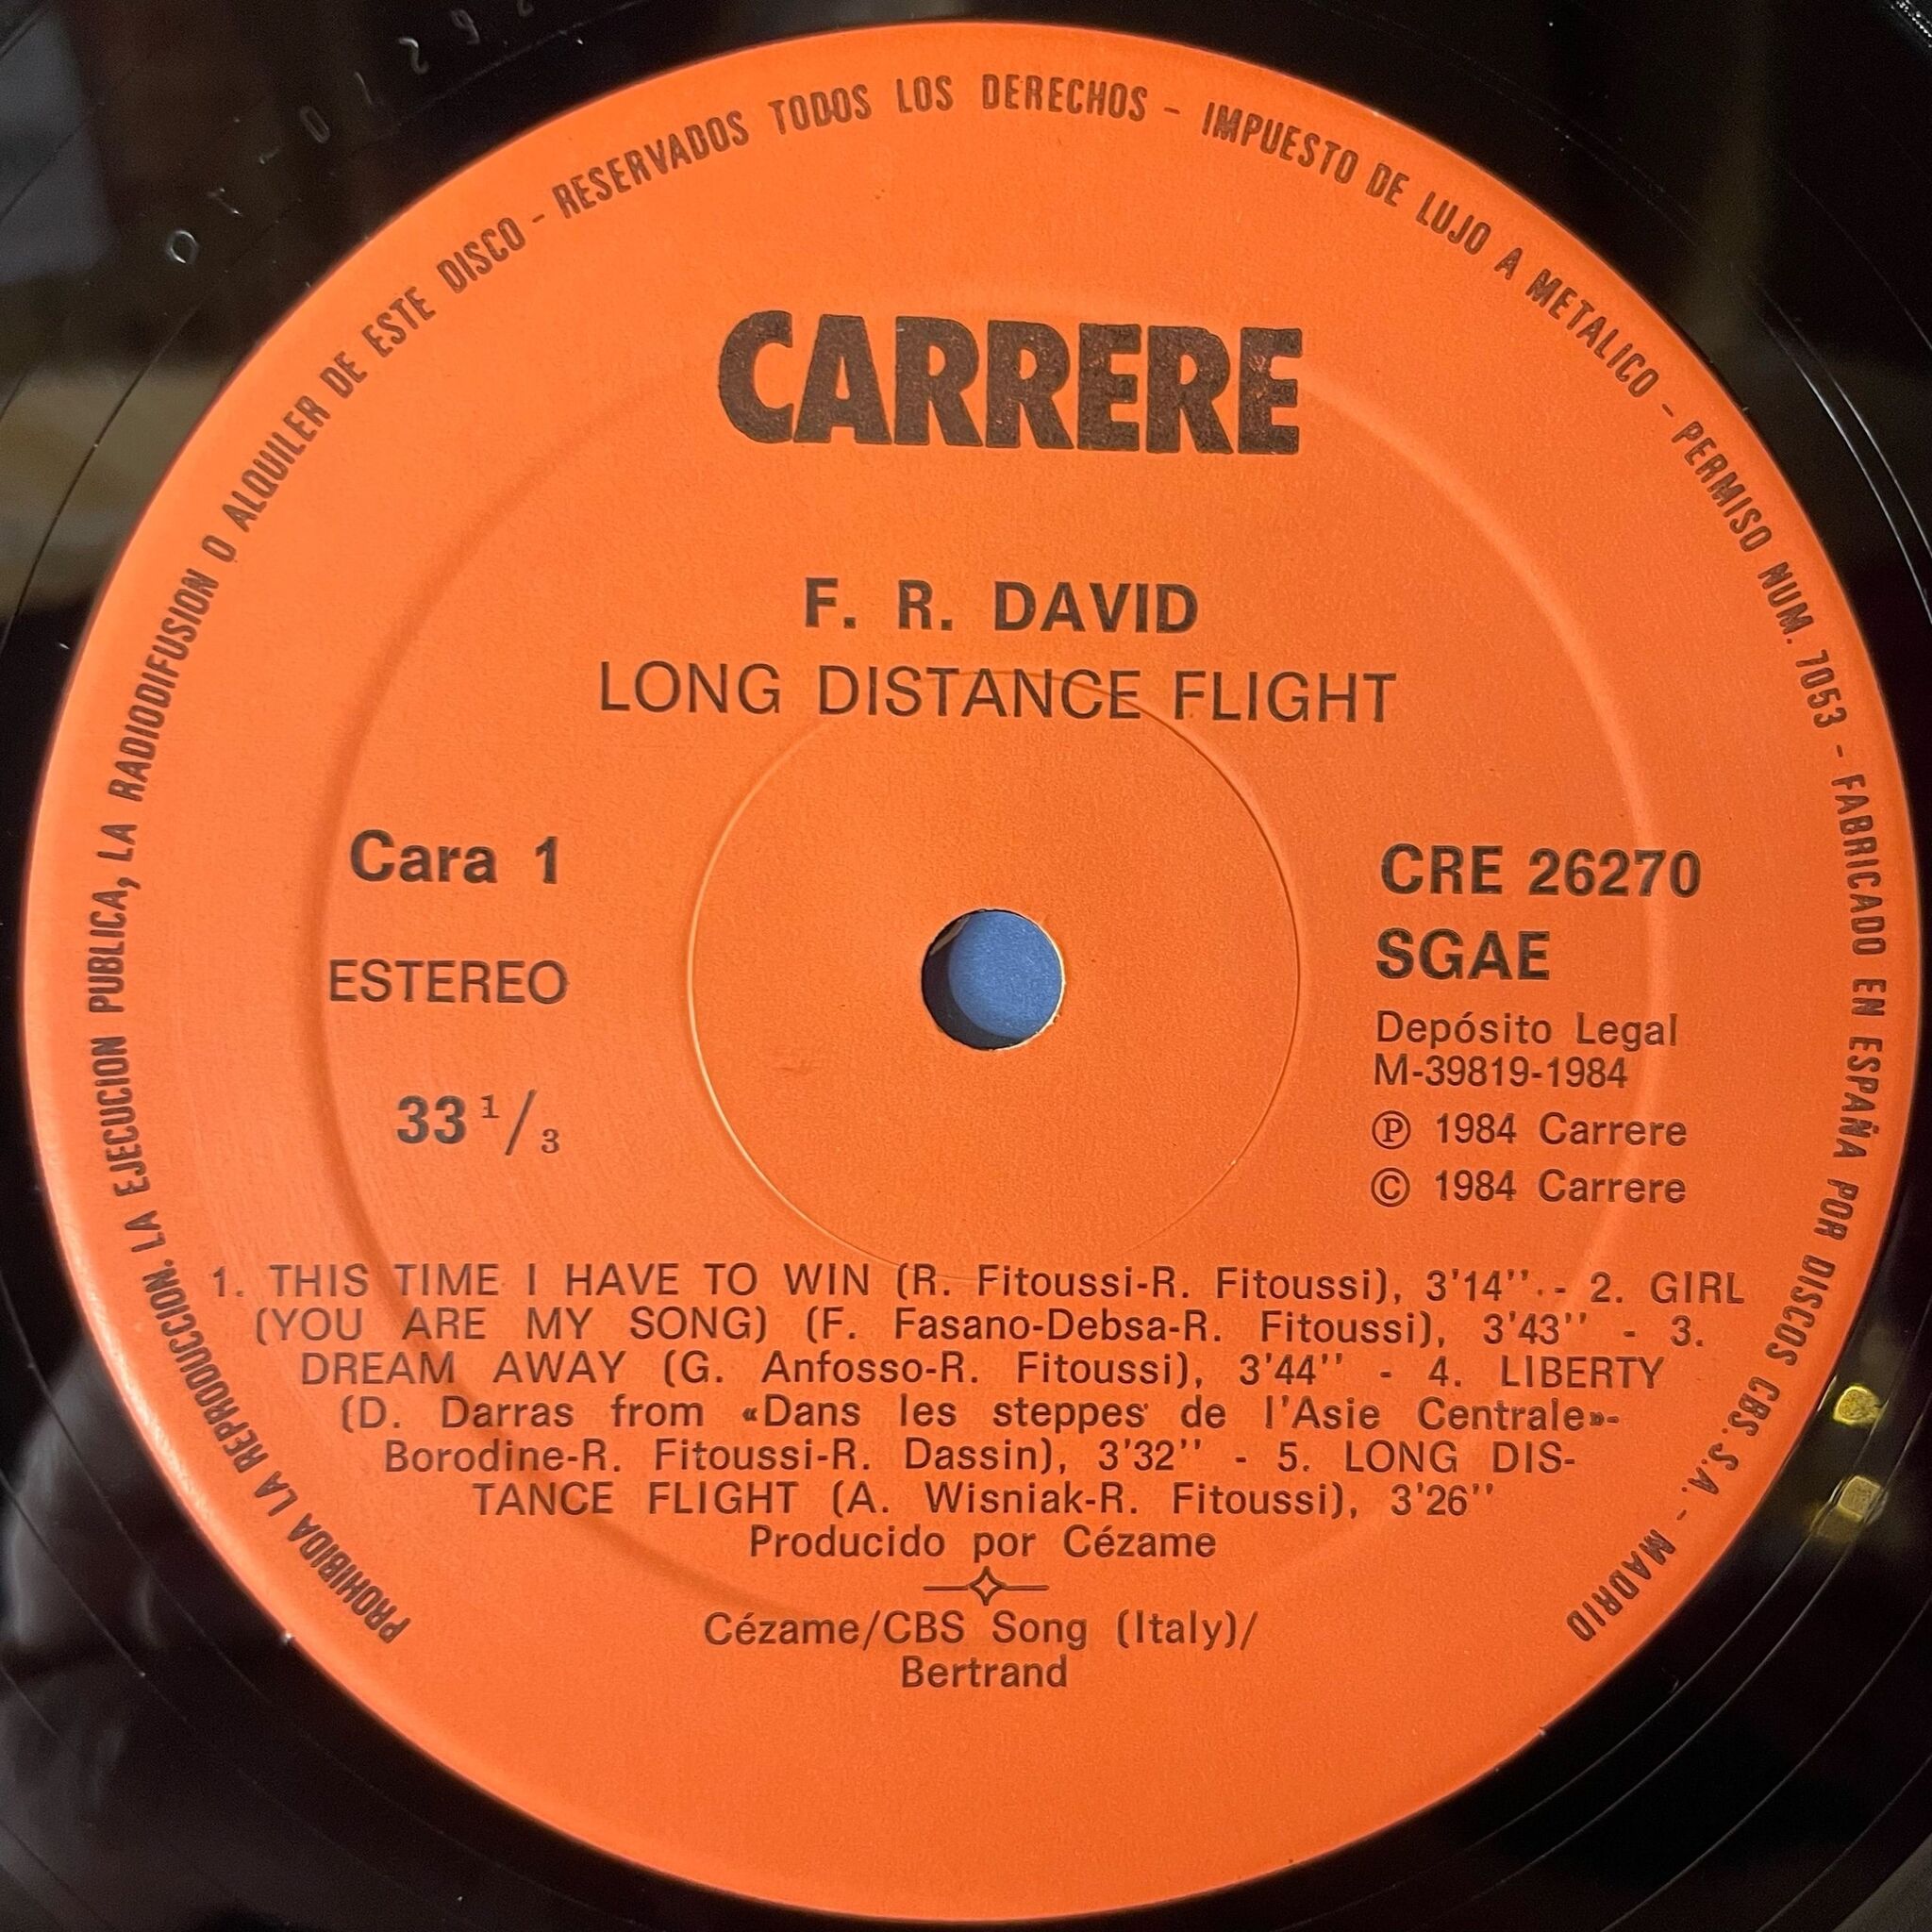 PROHIBIDA LA REPRODUCCION. LA EJECUCION PUBLICA, LA RADIODIFUSION O ALQUILER DE ESTE DISCO - RESERVADOS TODOS LOS DERECHOS - IMPUESTO DE LUJO A METALICO - PERMISO NUM. 7053 - FABRICADO EN ESPAÑA POR DISCOS CBS. S.A. - MADRID
CARRERE
F. R. DAVID
LONG DISTANCE FLIGHT
Cara 1
ESTEREO
33 1/3
CRE 26270
SGAE
Depósito Legal
M-39819-1984
Ⓟ 1984 Carrere
© 1984 Carrere
1. THIS TIME I HAVE TO WIN (R. Fitoussi-R. Fitoussi), 3'14'' - 2. GIRL
(YOU ARE MY SONG) (F. Fasano-Debsa-R. Fitoussi), 3'43'' - 3.
DREAM AWAY (G. Anfosso-R. Fitoussi), 3'44'' - 4. LIBERTY
(D. Darras from «Dans les steppes de l'Asie Centrale»-
Borodine-R. Fitoussi-R. Dassin), 3'32'' - 5. LONG DIS-
TANCE FLIGHT (A. Wisniak-R. Fitoussi), 3'26''
Producido por Cézame
Cézame/CBS Song (Italy)/
Bertrand